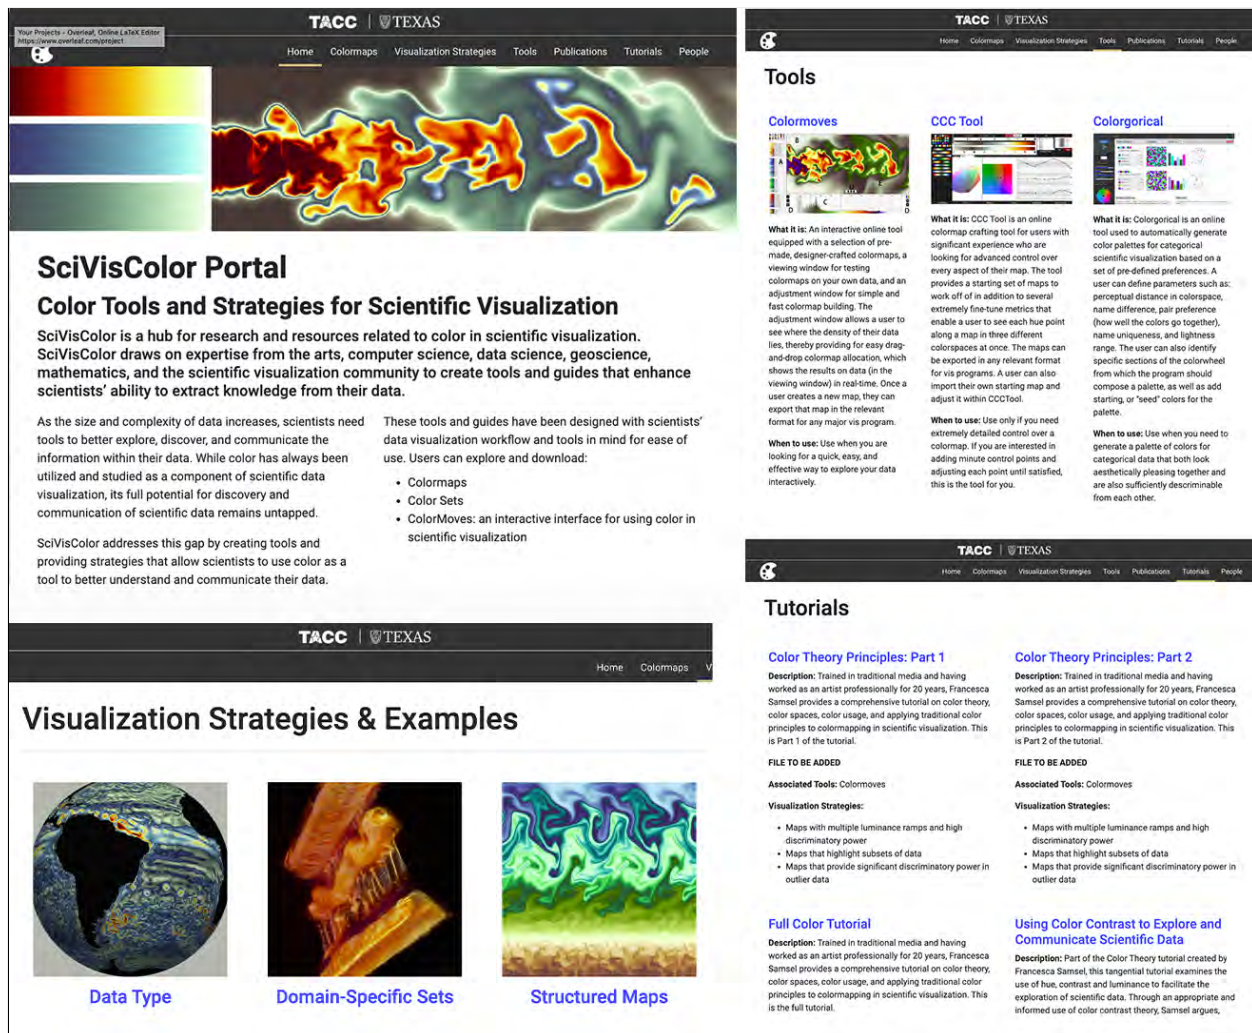 TACC | TEXAS
Your Projects - Overleaf, Online LaTeX Editor
https://www.overleaf.com/project
Home Colormaps Visualization Strategies Tools Publications Tutorials People
SciVisColor Portal
Color Tools and Strategies for Scientific Visualization
SciVisColor is a hub for research and resources related to color in scientific visualization.
SciVisColor draws on expertise from the arts, computer science, data science, geoscience,
mathematics, and the scientific visualization community to create tools and guides that enhance
scientists' ability to extract knowledge from their data.
As the size and complexity of data increases, scientists need
tools to better explore, discover, and communicate the
information within their data. While color has always been
utilized and studied as a component of scientific data
visualization, its full potential for discovery and
communication of scientific data remains untapped.
SciVisColor addresses this gap by creating tools and
providing strategies that allow scientists to use color as a
tool to better understand and communicate their data.
These tools and guides have been designed with scientists'
data visualization workflow and tools in mind for ease of
use. Users can explore and download:
• Colormaps
• Color Sets
• ColorMoves: an interactive interface for using color in
scientific visualization
TACC | TEXAS
Home Colormaps V
Visualization Strategies & Examples
Data Type
Domain-Specific Sets
Structured Maps
TACC | TEXAS
Home Colormaps Visualization Strategies Tools Publications Tutorials People
Tools
Colormoves
B
A
C
D
D
What it is: An interactive online tool
equipped with a selection of pre-
made, designer-crafted colormaps, a
viewing window for testing
colormaps on your own data, and an
adjustment window for simple and
fast colormap building. The
adjustment window allows a user to
see where the density of their data
lies, thereby providing for easy drag-
and-drop colormap allocation, which
shows the results on data (in the
viewing window) in real-time. Once a
user creates a new map, they can
export that map in the relevant
format for any major vis program.
When to use: Use when you are
looking for a quick, easy, and
effective way to explore your data
interactively.
CCC Tool
What it is: CCC Tool is an online
colormap crafting tool for users with
significant experience who are
looking for advanced control over
every aspect of their map. The tool
provides a starting set of maps to
work off of in addition to several
extremely fine-tune metrics that
enable a user to see each hue point
along a map in three different
colorspaces at once. The maps can
be exported in any relevant format
for vis programs. A user can also
import their own starting map and
adjust it within CCCTool.
When to use: Use only if you need
extremely detailed control over a
colormap. If you are interested in
adding minute control points and
adjusting each point until satisfied,
this is the tool for you.
Colorgorical
What it is: Colorgorical is an online
tool used to automatically generate
color palettes for categorical
scientific visualization based on a
set of pre-defined preferences. A
user can define parameters such as:
perceptual distance in colorspace,
name difference, pair preference
(how well the colors go together),
name uniqueness, and lightness
range. The user can also identify
specific sections of the colorwheel
from which the program should
compose a palette, as well as add
starting, or "seed" colors for the
palette.
When to use: Use when you need to
generate a palette of colors for
categorical data that both look
aesthetically pleasing together and
are also sufficiently descriminable
from each other.
TACC | TEXAS
Home Colormaps Visualization Strategies Tools Publications Tutorials People
Tutorials
Color Theory Principles: Part 1
Description: Trained in traditional media and having
worked as an artist professionally for 20 years, Francesca
Samsel provides a comprehensive tutorial on color theory,
color spaces, color usage, and applying traditional color
principles to colormapping in scientific visualization. This
is Part 1 of the tutorial.
FILE TO BE ADDED
Associated Tools: Colormoves
Visualization Strategies:
• Maps with multiple luminance ramps and high
discriminatory power
• Maps that highlight subsets of data
• Maps that provide significant discriminatory power in
outlier data
Color Theory Principles: Part 2
Description: Trained in traditional media and having
worked as an artist professionally for 20 years, Francesca
Samsel provides a comprehensive tutorial on color theory,
color spaces, color usage, and applying traditional color
principles to colormapping in scientific visualization. This
is Part 2 of the tutorial.
FILE TO BE ADDED
Associated Tools: Colormoves
Visualization Strategies:
• Maps with multiple luminance ramps and high
discriminatory power
• Maps that highlight subsets of data
• Maps that provide significant discriminatory power in
outlier data
Full Color Tutorial
Description: Trained in traditional media and having
worked as an artist professionally for 20 years, Francesca
Samsel provides a comprehensive tutorial on color theory,
color spaces, color usage, and applying traditional color
principles to colormapping in scientific visualization. This
is the full tutorial.
Using Color Contrast to Explore and
Communicate Scientific Data
Description: Part of the Color Theory tutorial created by
Francesca Samsel, this tangential tutorial examines the
use of hue, contrast and luminance to facilitate the
exploration of scientific data. Through an appropriate and
informed use of color contrast theory, Samsel argues,